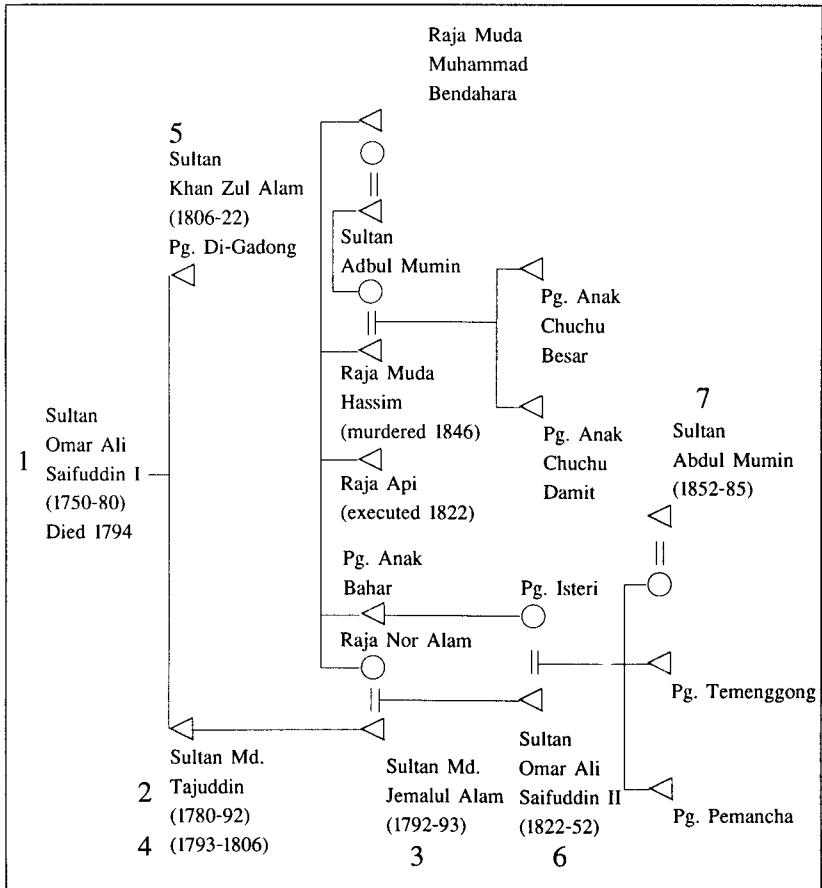 Raja Muda
Muhammad
Bendahara
5
Sultan
Khan Zul Alam
(1806-22)
Pg. Di-Gadong
Sultan
Adbul Mumin
Pg. Anak
Chuchu
Besar
Raja Muda
Hassim
(murdered 1846)
Pg. Anak
Chuchu
Damit
7
Sultan
Abdul Mumin
(1852-85)
1
Sultan
Omar Ali
Saifuddin I
(1750-80)
Died 1794
Raja Api
(executed 1822)
Pg. Anak
Bahar
Pg. Isteri
Raja Nor Alam
Pg. Temenggong
Sultan Md.
Tajuddin
2 (1780-92)
4 (1793-1806)
Sultan Md.
Jemalul Alam
(1792-93)
3
Sultan
Omar Ali
Saifuddin II
(1822-52)
6
Pg. Pemancha